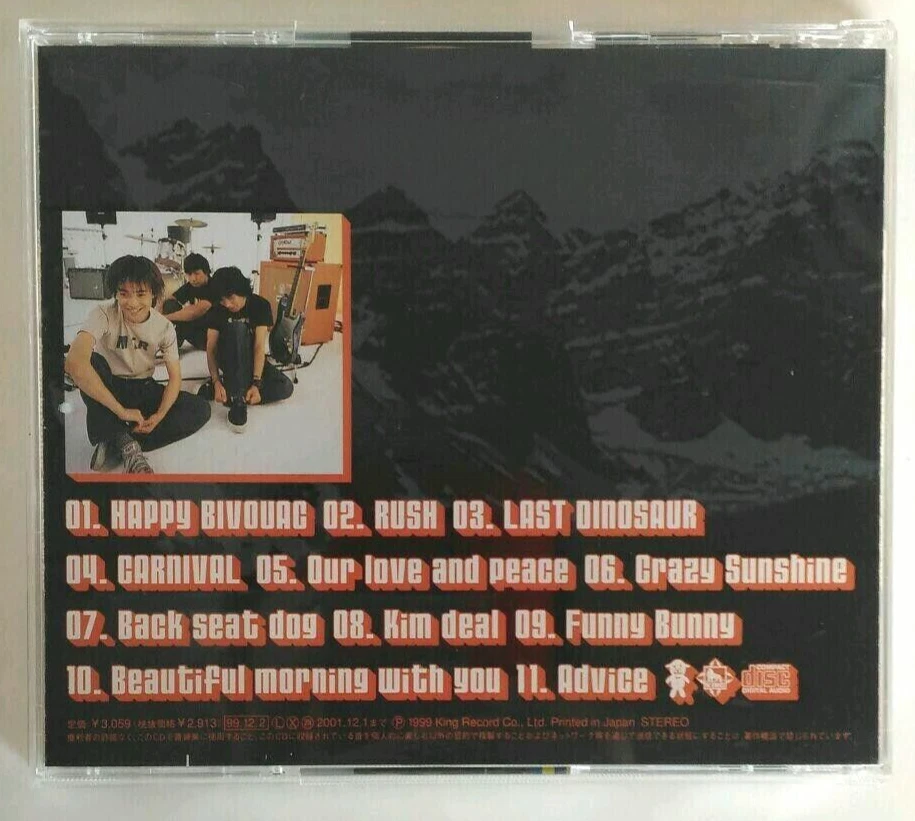 01. HAPPY BIVOUAC 02. RUSH 03. LAST DINOSAUR
04. CARNIVAL 05. Our love and peace 06. Crazy Sunshine
07. Back seat dog 08. Kim deal 09. Funny Bunny
10. Beautiful morning with you 11. Advice
COMPACT
disc
DIGITAL AUDIO
定価 ¥3,059 (税抜価格¥2,913) 99.12.2 Ⓛ Ⓧ 2001.12.1まで Ⓟ 1999 King Record Co., Ltd. Printed in Japan STEREO